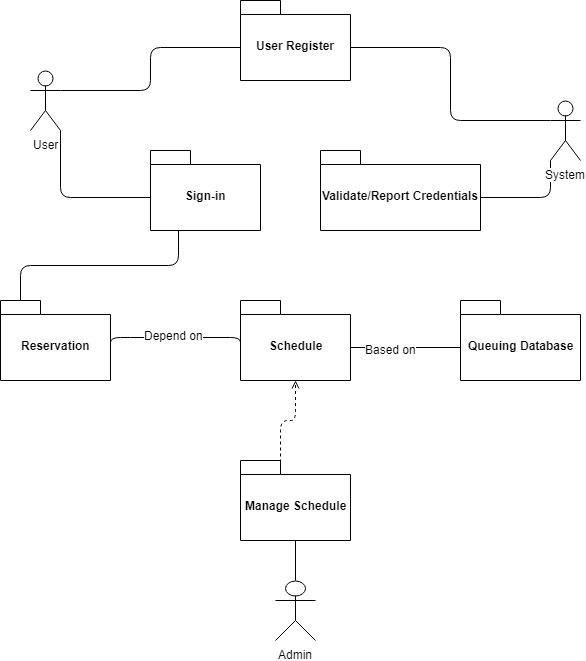 User Register
User
System
Sign-in
Validate/Report Credentials
Reservation
Depend on
Schedule
Based on
Queuing Database
Manage Schedule
Admin